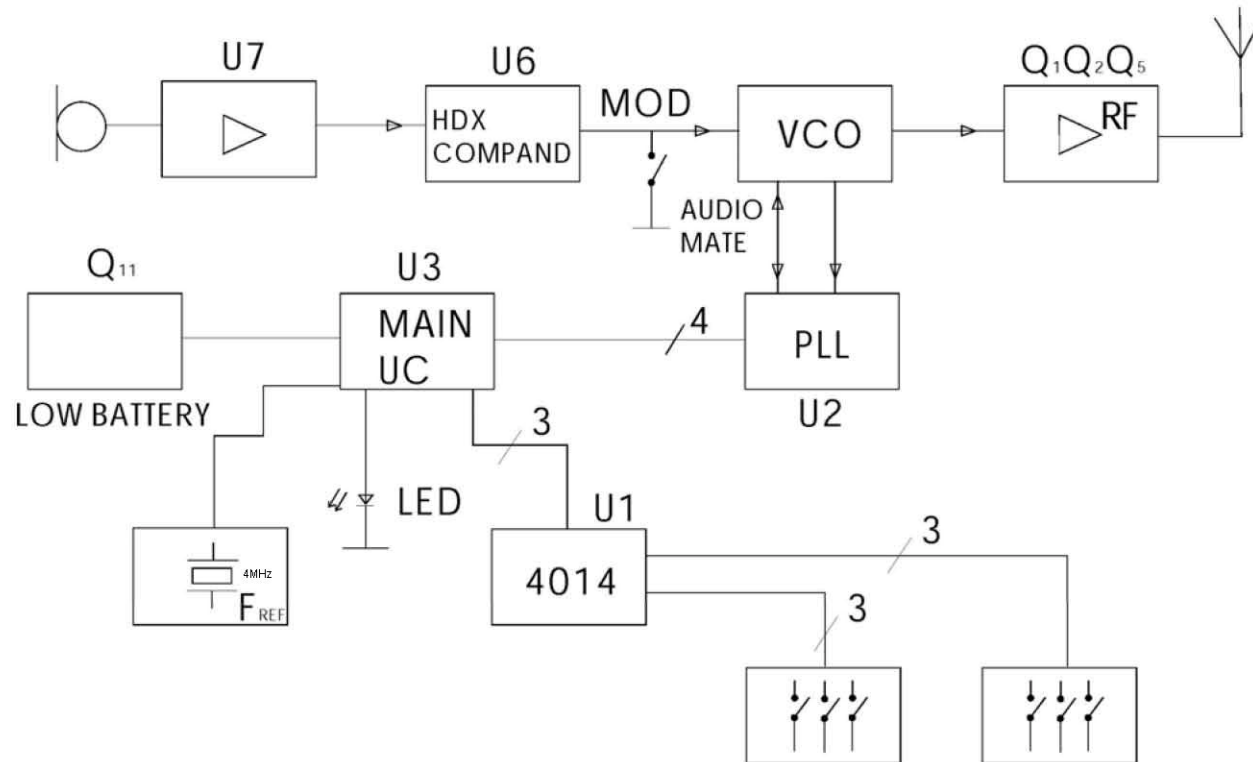 U7
U6
Q1Q2Q5
HDX
COMPAND
MOD
VCO
RF
AUDIO
MATE
Q11
U3
MAIN
UC
4
PLL
U2
LOW BATTERY
3
LED
U1
4MHz
FREF
4014
3
3